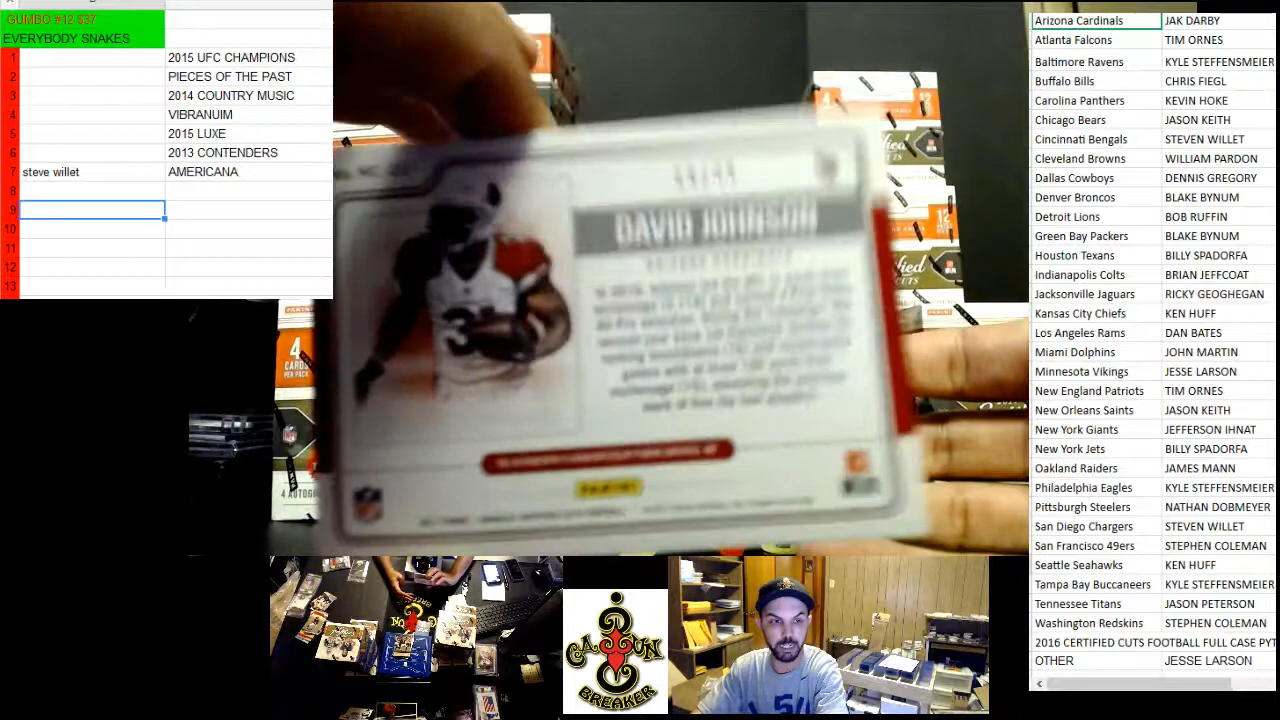 GUMBO #12 $37
EVERYBODY SNAKES
1 2015 UFC CHAMPIONS
2 PIECES OF THE PAST
3 2014 COUNTRY MUSIC
4 VIBRANUIM
5 2015 LUXE
6 2013 CONTENDERS
7 steve willet AMERICANA
8
9
10
11
12
13
DAVID JOHNSON
PANINI
4
CARDS
PER PACK
CAJUN
BREAKER
Arizona Cardinals JAK DARBY
Atlanta Falcons TIM ORNES
Baltimore Ravens KYLE STEFFENSMEIER
Buffalo Bills CHRIS FIEGL
Carolina Panthers KEVIN HOKE
Chicago Bears JASON KEITH
Cincinnati Bengals STEVEN WILLET
Cleveland Browns WILLIAM PARDON
Dallas Cowboys DENNIS GREGORY
Denver Broncos BLAKE BYNUM
Detroit Lions BOB RUFFIN
Green Bay Packers BLAKE BYNUM
Houston Texans BILLY SPADORFA
Indianapolis Colts BRIAN JEFFCOAT
Jacksonville Jaguars RICKY GEOGHEGAN
Kansas City Chiefs KEN HUFF
Los Angeles Rams DAN BATES
Miami Dolphins JOHN MARTIN
Minnesota Vikings JESSE LARSON
New England Patriots TIM ORNES
New Orleans Saints JASON KEITH
New York Giants JEFFERSON IHNAT
New York Jets BILLY SPADORFA
Oakland Raiders JAMES MANN
Philadelphia Eagles KYLE STEFFENSMEIER
Pittsburgh Steelers NATHAN DOBMEYER
San Diego Chargers STEVEN WILLET
San Francisco 49ers STEPHEN COLEMAN
Seattle Seahawks KEN HUFF
Tampa Bay Buccaneers KYLE STEFFENSMEIER
Tennessee Titans JASON PETERSON
Washington Redskins STEPHEN COLEMAN
2016 CERTIFIED CUTS FOOTBALL FULL CASE PYT
OTHER JESSE LARSON